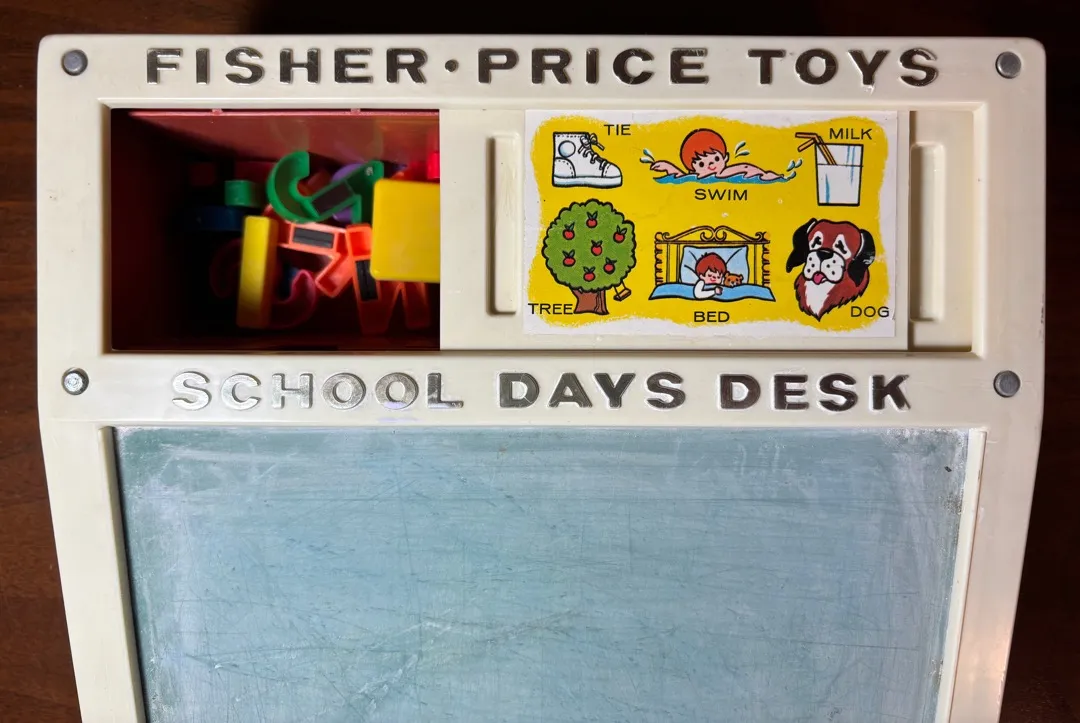 FISHER·PRICE TOYS
TIE
MILK
SWIM
TREE
BED
DOG
SCHOOL DAYS DESK